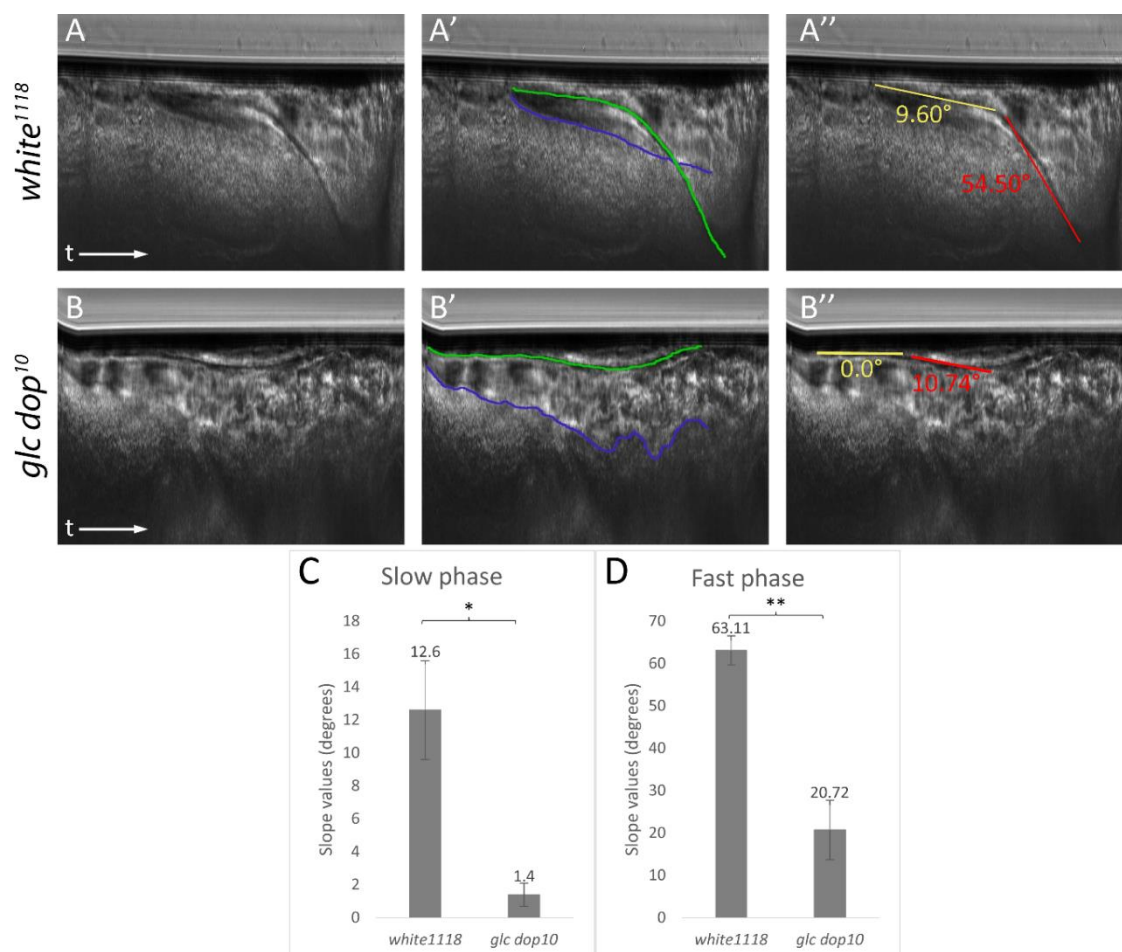 A
A’
A’’
white1118
9.60°
54.50°
t
B
B’
B’’
glc dop10
0.0°
10.74°
t
C
Slow phase
*
18
16
14
12
10
8
6
4
2
0
Slope values (degrees)
12.6
1.4
white1118
glc dop10
D
Fast phase
**
70
60
50
40
30
20
10
0
Slope values (degrees)
63.11
20.72
white1118
glc dop10